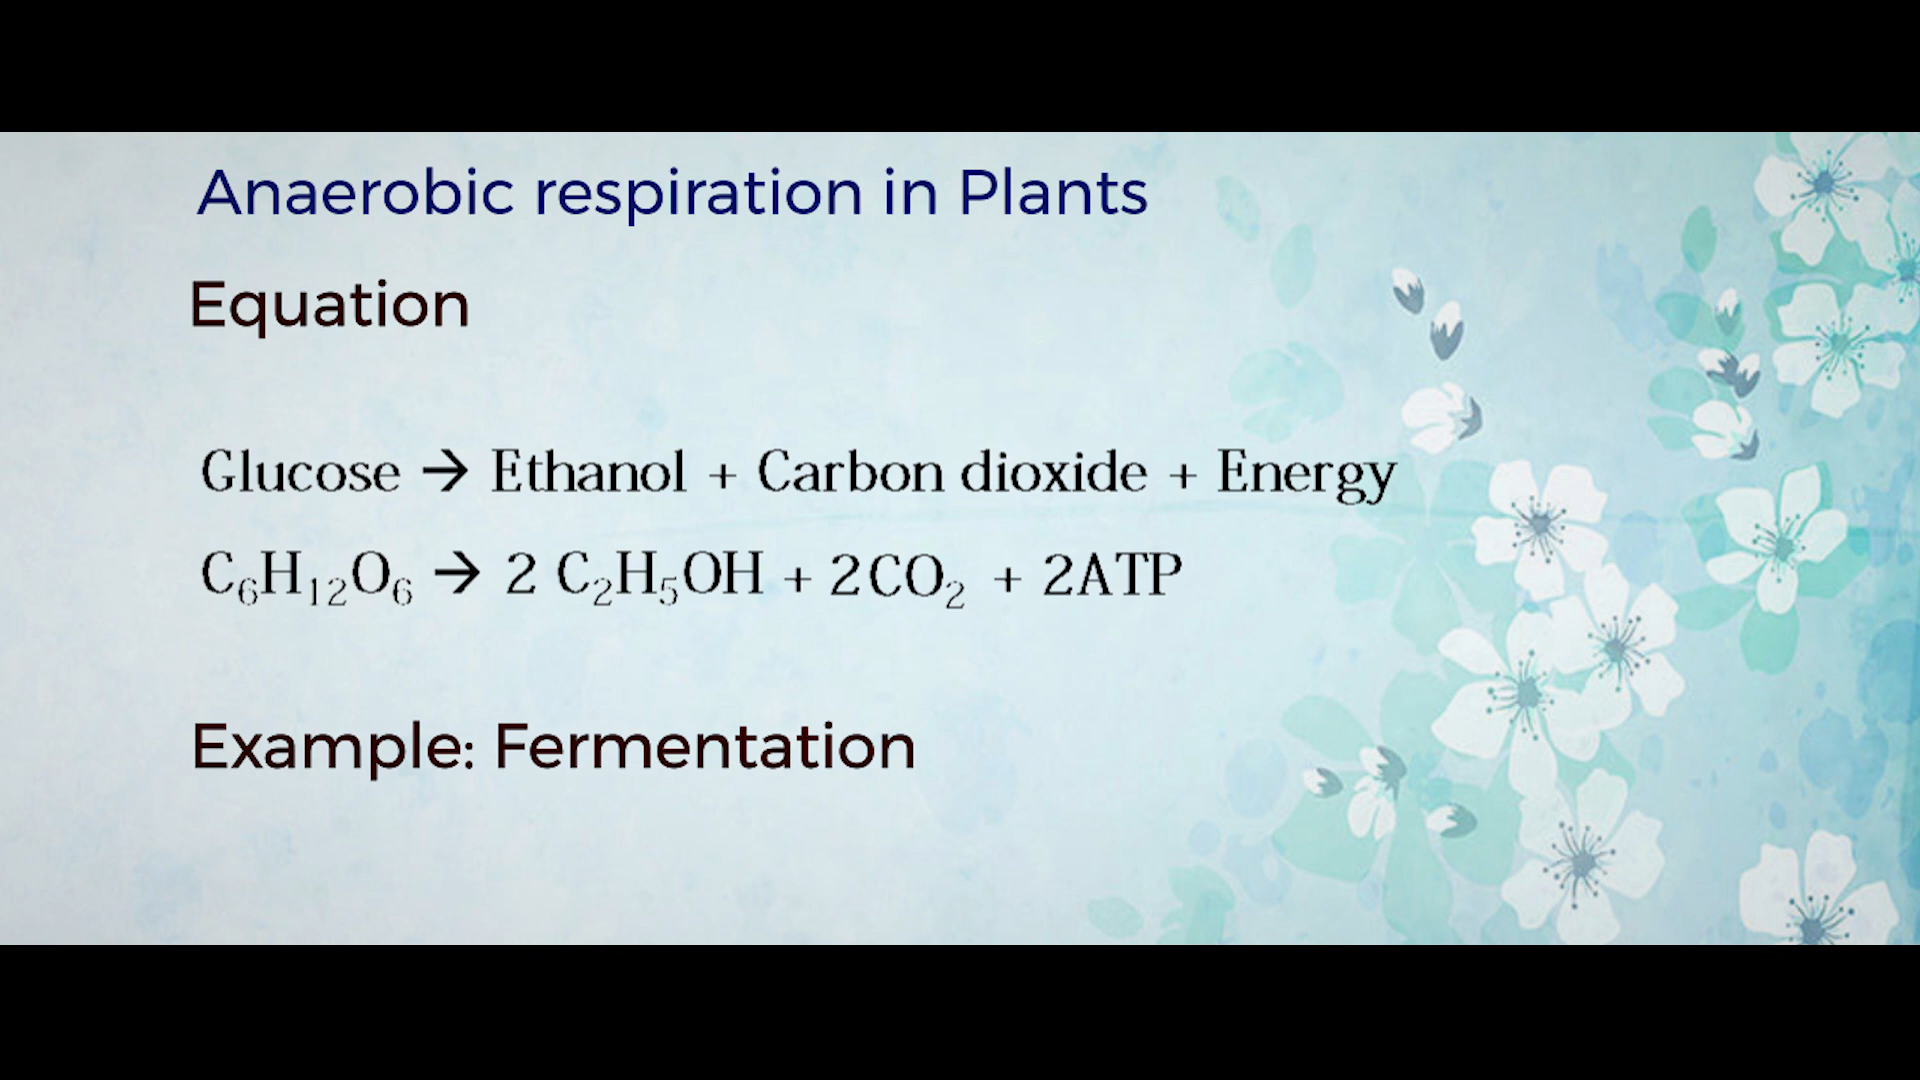 Anaerobic respiration in Plants
Equation
Glucose → Ethanol + Carbon dioxide + Energy
C₆H₁₂O₆ → 2 C₂H₅OH + 2CO₂ + 2ATP
Example: Fermentation